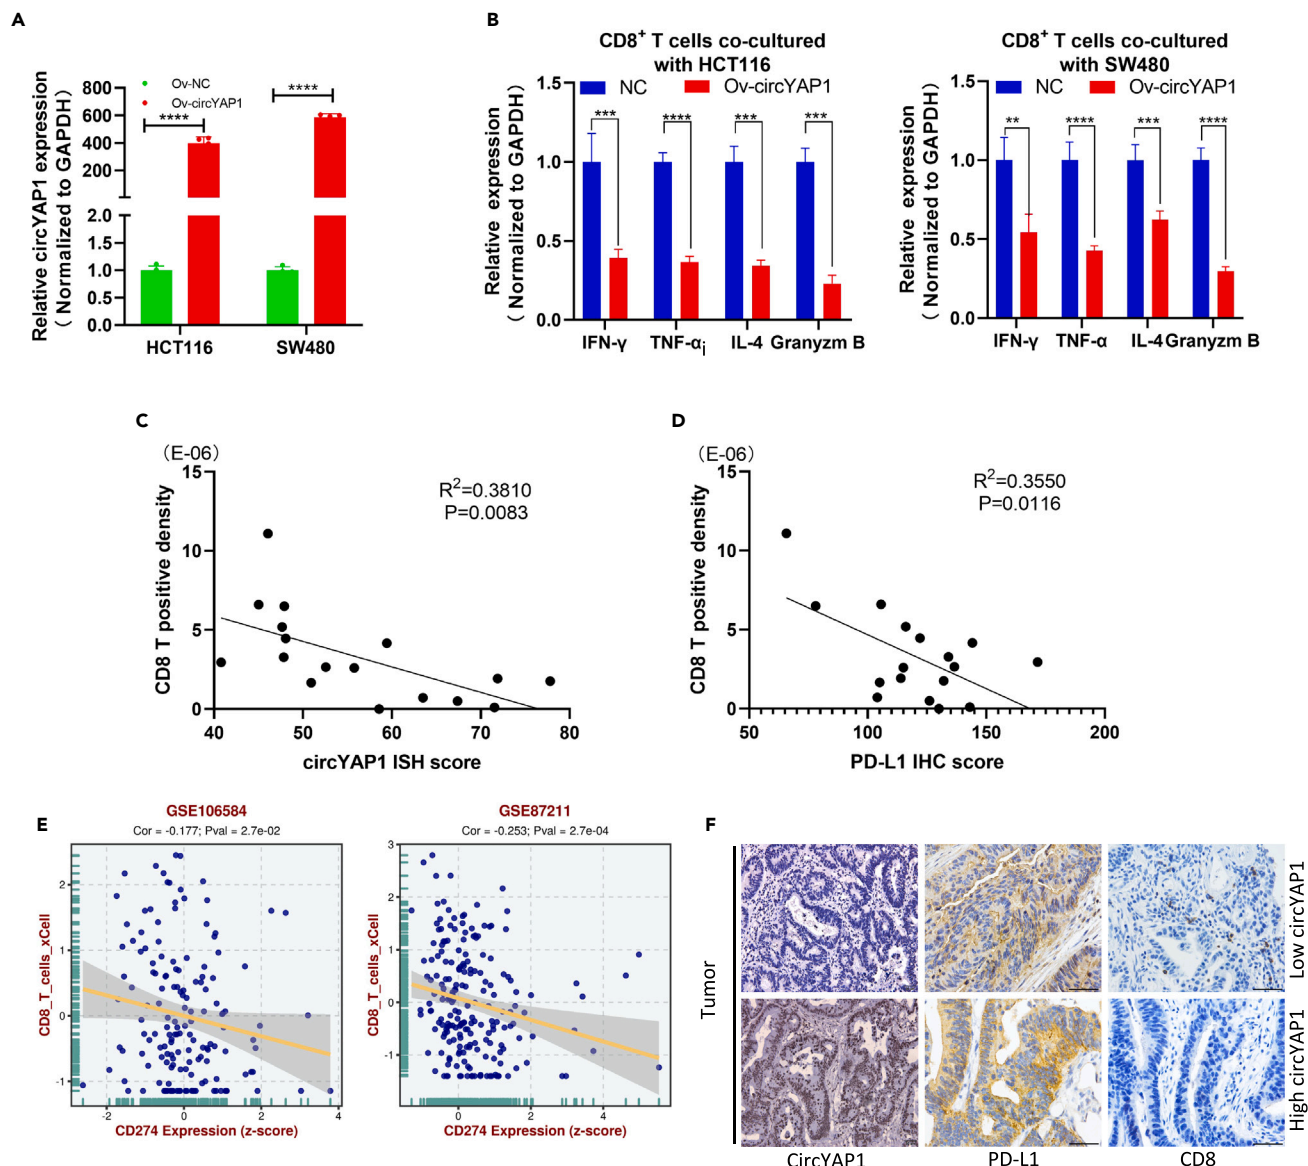 A
Relative circYAP1 expression
( Normalized to GAPDH)
800
600
400
200
2.0
1.5
1.0
0.5
0.0
Ov-NC
Ov-circYAP1
****
****
HCT116
SW480
B
CD8+ T cells co-cultured
with HCT116
NC
Ov-circYAP1
Relative expression
( Normalized to GAPDH)
1.5
1.0
0.5
0.0
***
****
***
***
IFN-γ
TNF-αi
IL-4
Granyzm B
CD8+ T cells co-cultured
with SW480
NC
Ov-circYAP1
Relative expression
( Normalized to GAPDH)
1.5
1.0
0.5
0.0
**
****
***
****
IFN-γ
TNF-α
IL-4
Granyzm B
C
(E-06)
CD8 T positive density
15
10
5
0
R2=0.3810
P=0.0083
40
50
60
70
80
circYAP1 ISH score
D
(E-06)
CD8 T positive density
15
10
5
0
R2=0.3550
P=0.0116
50
100
150
200
PD-L1 IHC score
E
GSE106584
Cor = -0.177; Pval = 2.7e-02
CD8_T_cells_xCell
2
1
0
-1
-2
0
2
4
CD274 Expression (z-score)
GSE87211
Cor = -0.253; Pval = 2.7e-04
CD8_T_cells_xCell
3
2
1
0
-1
0
2
4
CD274 Expression (z-score)
F
Tumor
Low circYAP1
High circYAP1
CircYAP1
PD-L1
CD8